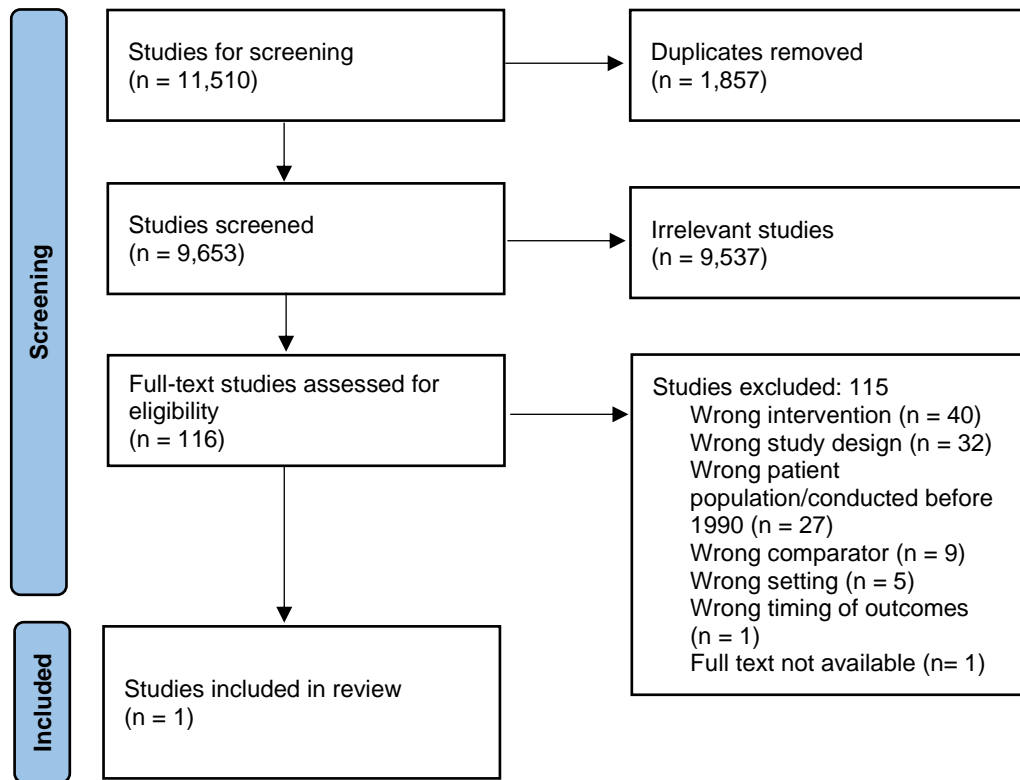 Screening
Studies for screening
(n = 11,510)
Duplicates removed
(n = 1,857)
Studies screened
(n = 9,653)
Irrelevant studies
(n = 9,537)
Full-text studies assessed for
eligibility
(n = 116)
Studies excluded: 115
Wrong intervention (n = 40)
Wrong study design (n = 32)
Wrong patient
population/conducted before
1990 (n = 27)
Wrong comparator (n = 9)
Wrong setting (n = 5)
Wrong timing of outcomes
(n = 1)
Full text not available (n= 1)
Included
Studies included in review
(n = 1)